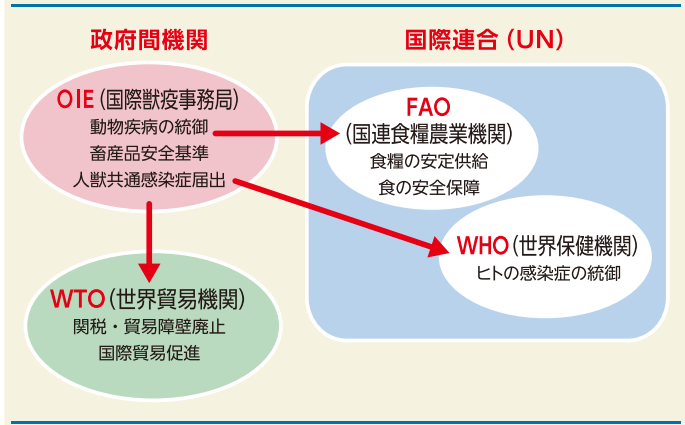 政府間機関
OIE（国際獣疫事務局）
動物疾病の統御
畜産品安全基準
人獣共通感染症届出
WTO（世界貿易機関）
関税・貿易障壁廃止
国際貿易促進
国際連合（UN）
FAO
（国連食糧農業機関）
食糧の安定供給
食の安全保障
WHO（世界保健機関）
ヒトの感染症の統御